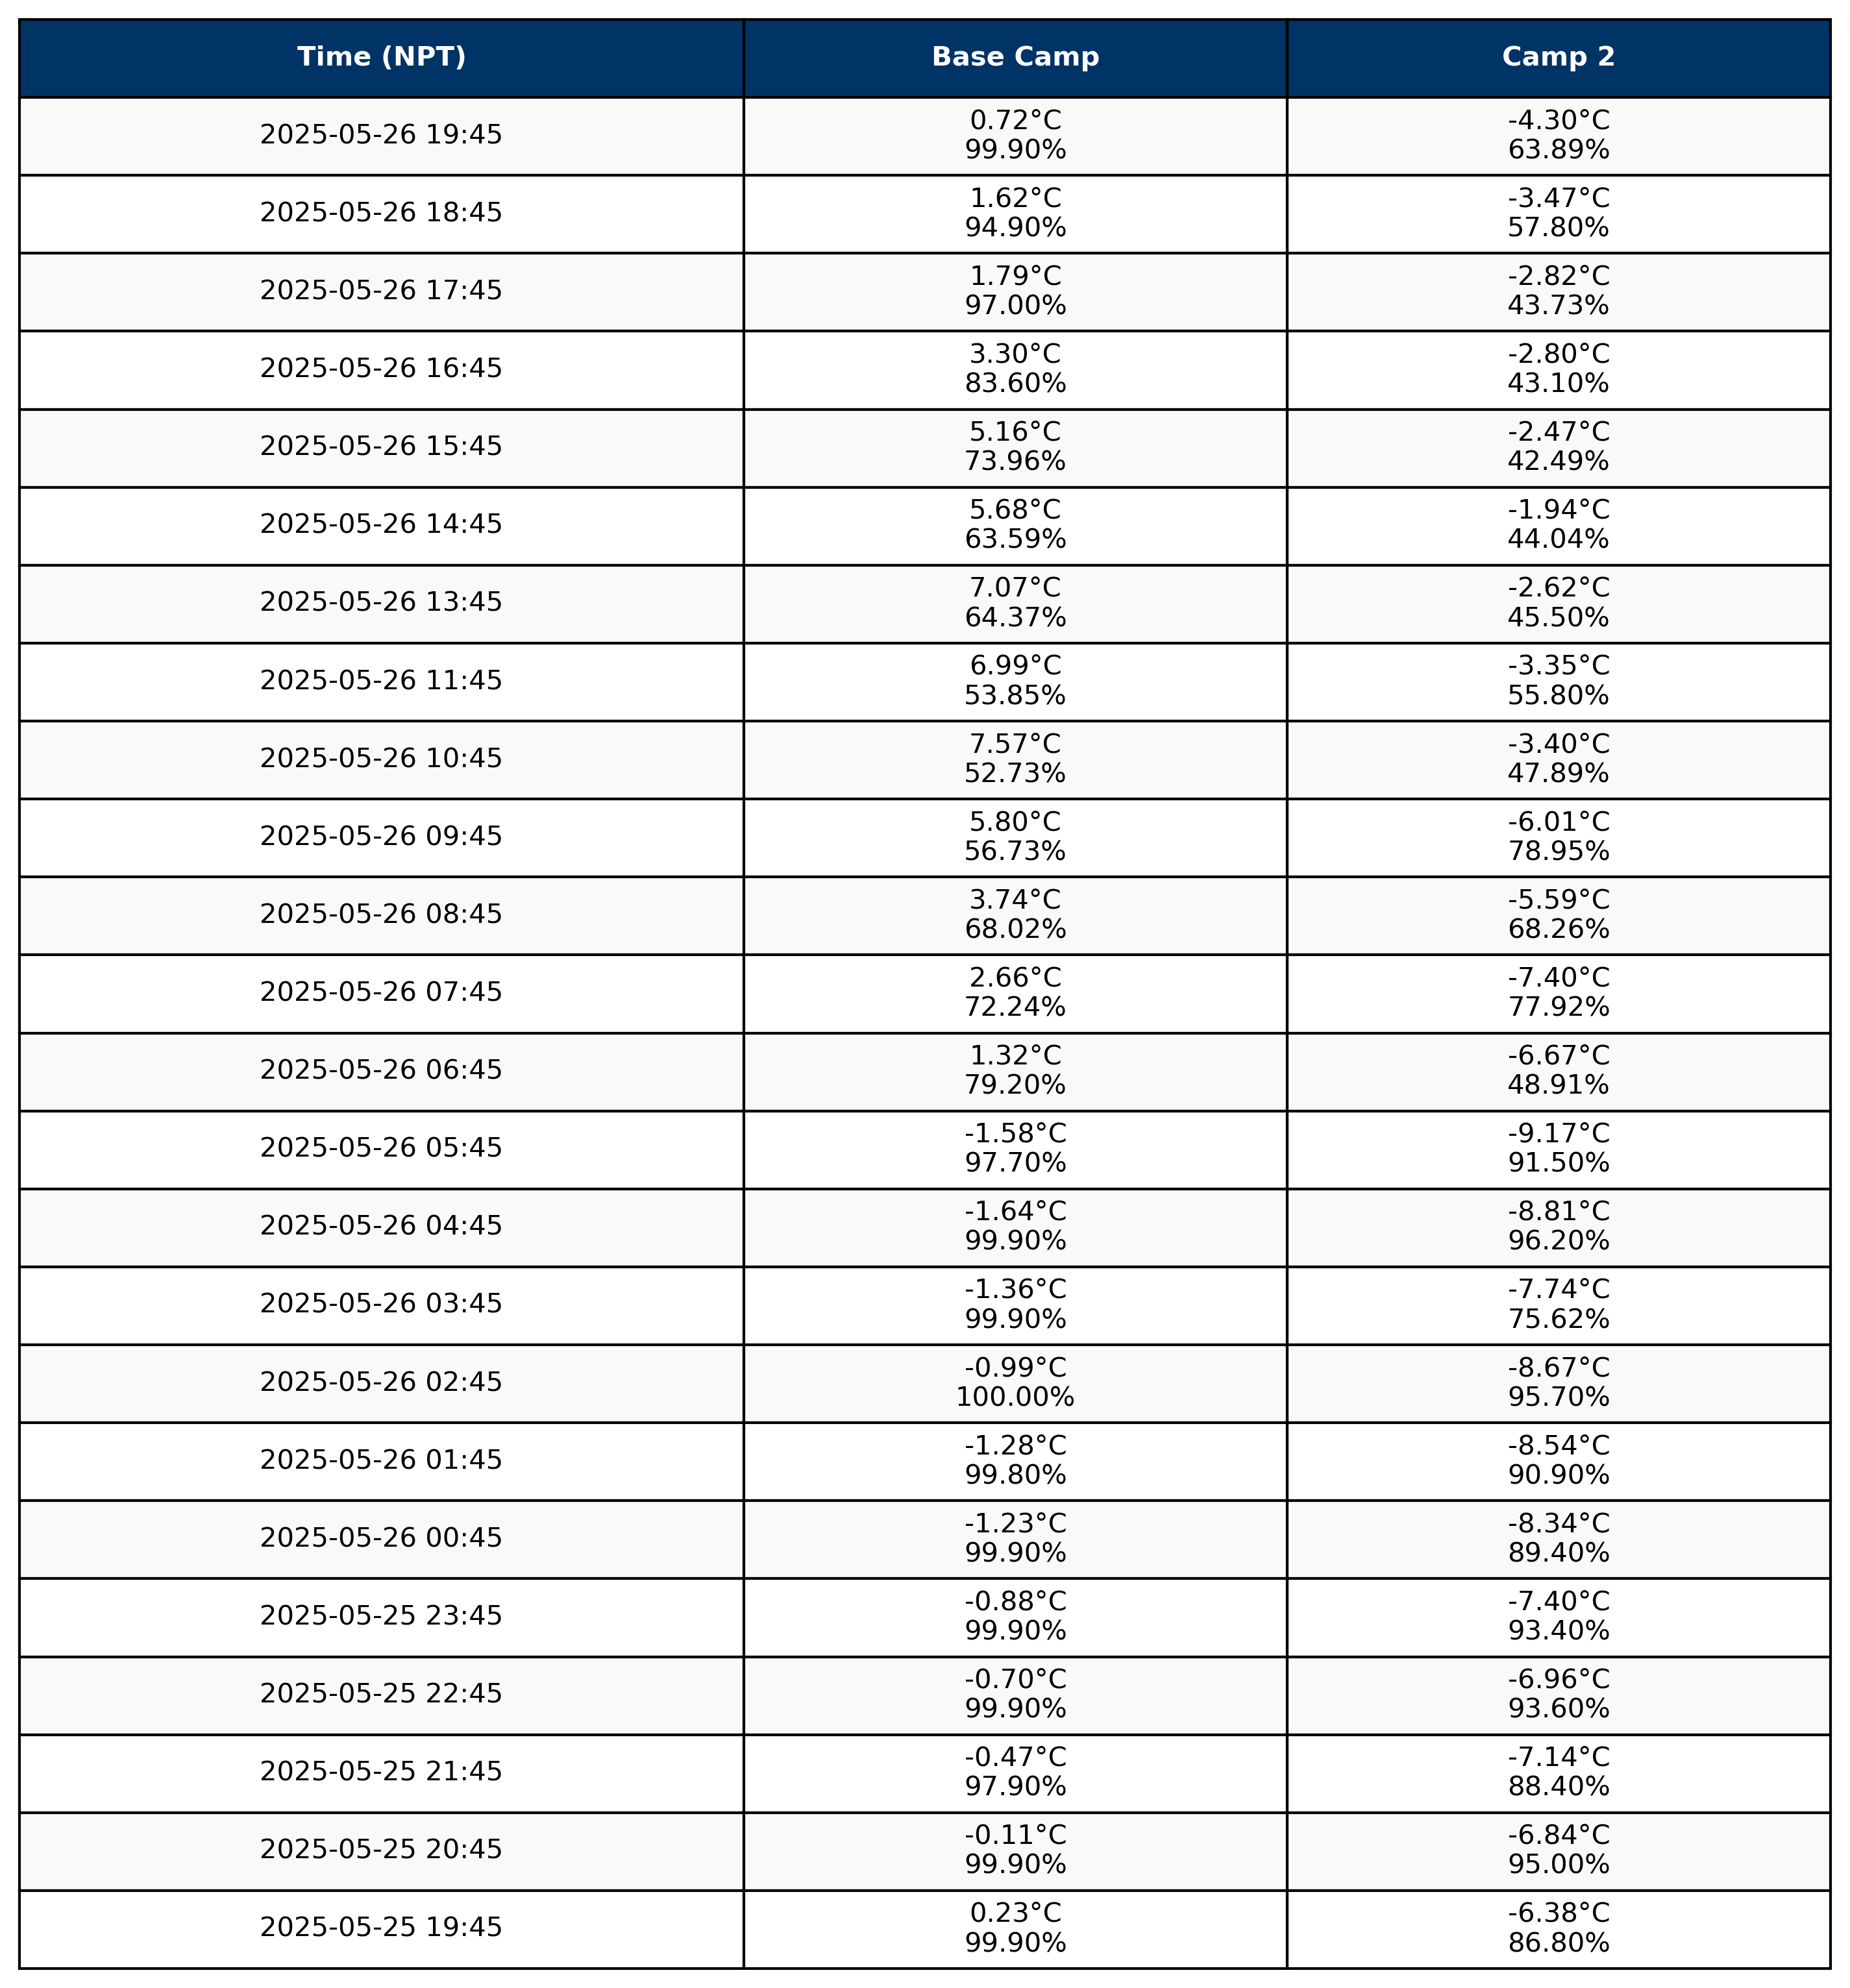 Time (NPT) Base Camp Camp 2
2025-05-26 19:45 0.72°C -4.30°C
99.90% 63.89%
2025-05-26 18:45 1.62°C -3.47°C
94.90% 57.80%
2025-05-26 17:45 1.79°C -2.82°C
97.00% 43.73%
2025-05-26 16:45 3.30°C -2.80°C
83.60% 43.10%
2025-05-26 15:45 5.16°C -2.47°C
73.96% 42.49%
2025-05-26 14:45 5.68°C -1.94°C
63.59% 44.04%
2025-05-26 13:45 7.07°C -2.62°C
64.37% 45.50%
2025-05-26 11:45 6.99°C -3.35°C
53.85% 55.80%
2025-05-26 10:45 7.57°C -3.40°C
52.73% 47.89%
2025-05-26 09:45 5.80°C -6.01°C
56.73% 78.95%
2025-05-26 08:45 3.74°C -5.59°C
68.02% 68.26%
2025-05-26 07:45 2.66°C -7.40°C
72.24% 77.92%
2025-05-26 06:45 1.32°C -6.67°C
79.20% 48.91%
2025-05-26 05:45 -1.58°C -9.17°C
97.70% 91.50%
2025-05-26 04:45 -1.64°C -8.81°C
99.90% 96.20%
2025-05-26 03:45 -1.36°C -7.74°C
99.90% 75.62%
2025-05-26 02:45 -0.99°C -8.67°C
100.00% 95.70%
2025-05-26 01:45 -1.28°C -8.54°C
99.80% 90.90%
2025-05-26 00:45 -1.23°C -8.34°C
99.90% 89.40%
2025-05-25 23:45 -0.88°C -7.40°C
99.90% 93.40%
2025-05-25 22:45 -0.70°C -6.96°C
99.90% 93.60%
2025-05-25 21:45 -0.47°C -7.14°C
97.90% 88.40%
2025-05-25 20:45 -0.11°C -6.84°C
99.90% 95.00%
2025-05-25 19:45 0.23°C -6.38°C
99.90% 86.80%